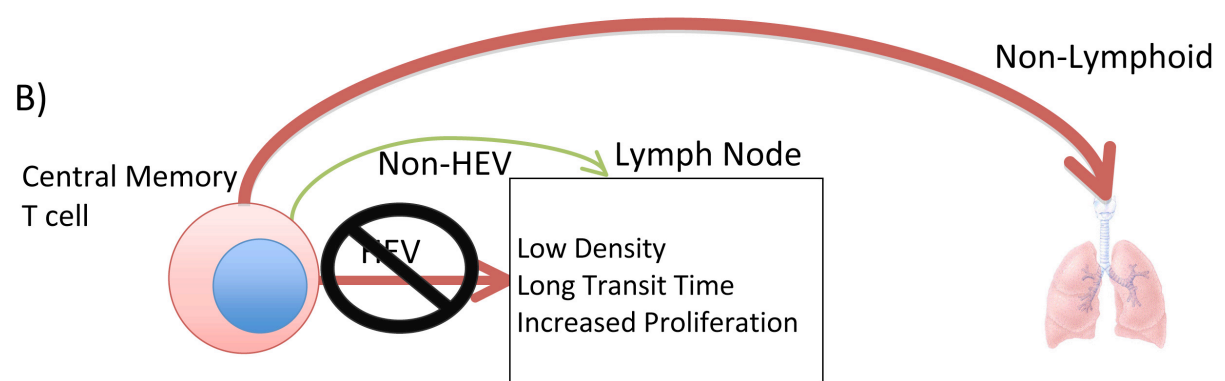 Non-Lymphoid
B)
Lymph Node
Non-HEV
Central Memory
T cell
HEV
Low Density
Long Transit Time
Increased Proliferation